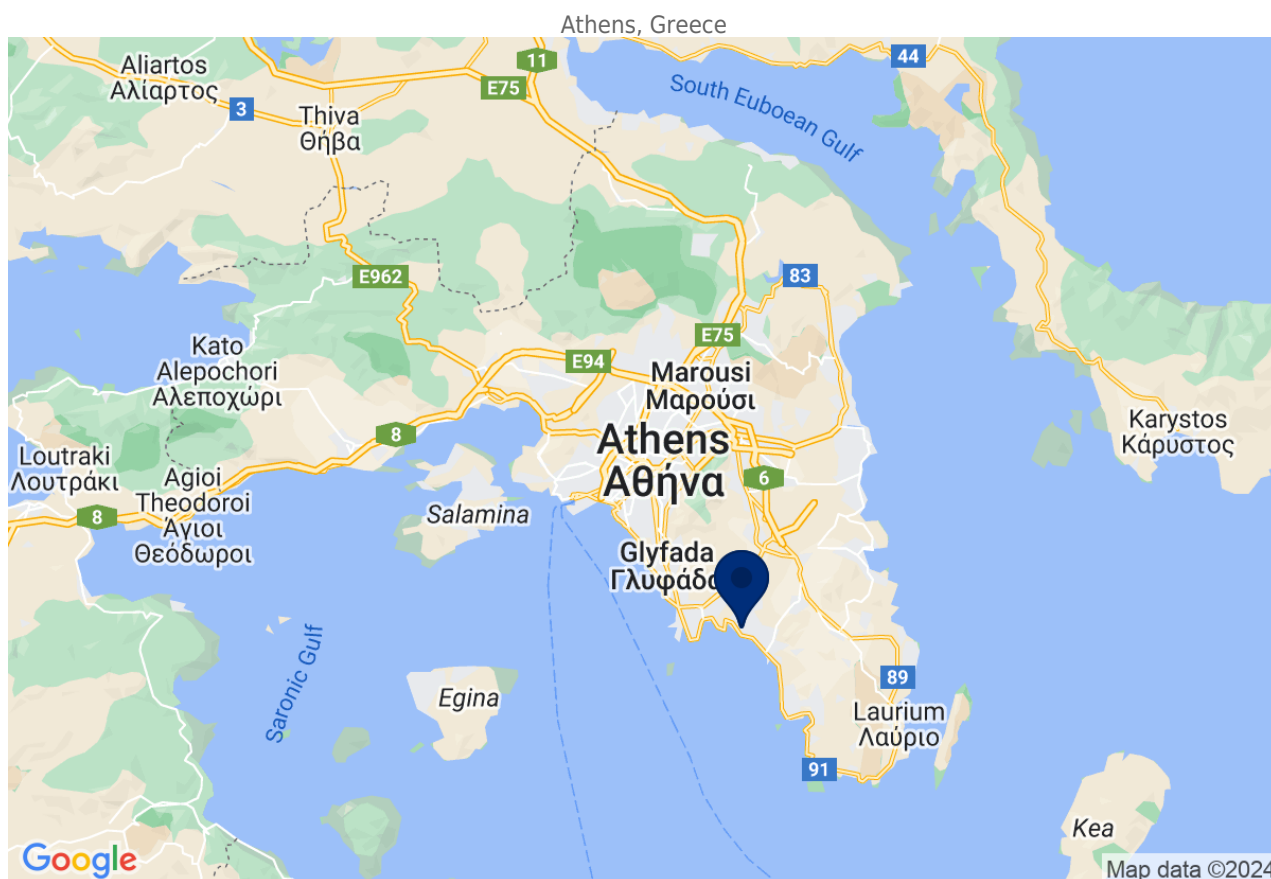 Athens, Greece
Aliartos
Αλίαρτος
11
44
E75
3
Thiva
Θήβα
South Euboean Gulf
E962
83
E75
Kato
Alepochori
Αλεποχώρι
E94
Marousi
Μαρούσι
8
Athens
Αθήνα
Karystos
Κάρυστος
Loutraki
Λουτράκι
Agioi
Theodoroi
Άγιοι
Θεόδωροι
6
8
Salamina
Glyfada
Γλυφάδα
Saronic Gulf
Egina
89
Laurium
Λαύριο
91
Kea
Google
Map data ©2024